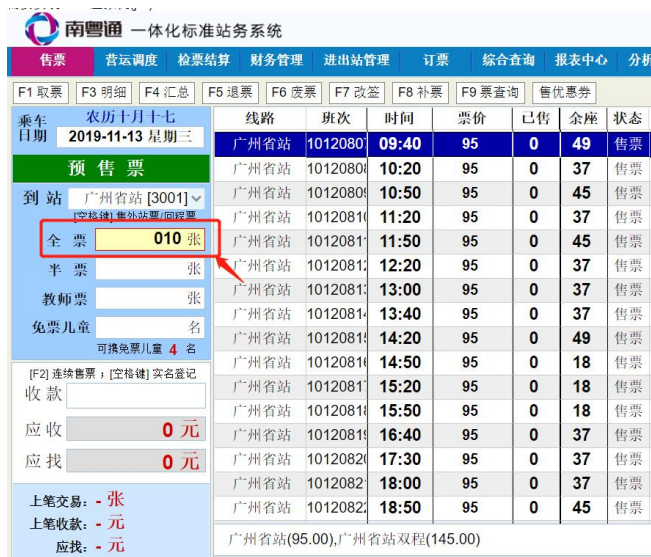 南粤通 一体化标准站务系统
售票 营运调度 检票结算 财务管理 进出站管理 订票 综合查询 报表中心 分析
F1 取票 F3 明细 F4 汇总 F5 退票 F6 废票 F7 改签 F8 补票 F9 票查询 售优惠券
乘车日期 农历十月十七
2019-11-13 星期三
预 售 票
到 站 广州省站 [3001]
[空格键] 售外站票/回程票
全 票 010 张
半 票 张
教师票 张
免票儿童 名
可携免票儿童 4 名
[F2] 连续售票 ; [空格键] 实名登记
收 款
应 收 0 元
应 找 0 元
上笔交易: - 张
上笔收款: - 元
应找: - 元
线路 班次 时间 票价 已售 余座 状态
广州省站 1012080 09:40 95 0 49 售票
广州省站 1012080 10:20 95 0 37 售票
广州省站 1012080 10:50 95 0 45 售票
广州省站 1012081 11:20 95 0 37 售票
广州省站 1012081 11:50 95 0 45 售票
广州省站 1012081 12:20 95 0 37 售票
广州省站 1012081 13:00 95 0 37 售票
广州省站 1012081 13:40 95 0 37 售票
广州省站 1012081 14:20 95 0 49 售票
广州省站 1012081 14:50 95 0 18 售票
广州省站 1012081 15:20 95 0 18 售票
广州省站 1012081 15:50 95 0 18 售票
广州省站 1012081 16:40 95 0 37 售票
广州省站 1012082 17:30 95 0 37 售票
广州省站 1012082 18:00 95 0 37 售票
广州省站 1012082 18:50 95 0 45 售票
广州省站(95.00),广州省站双程(145.00)